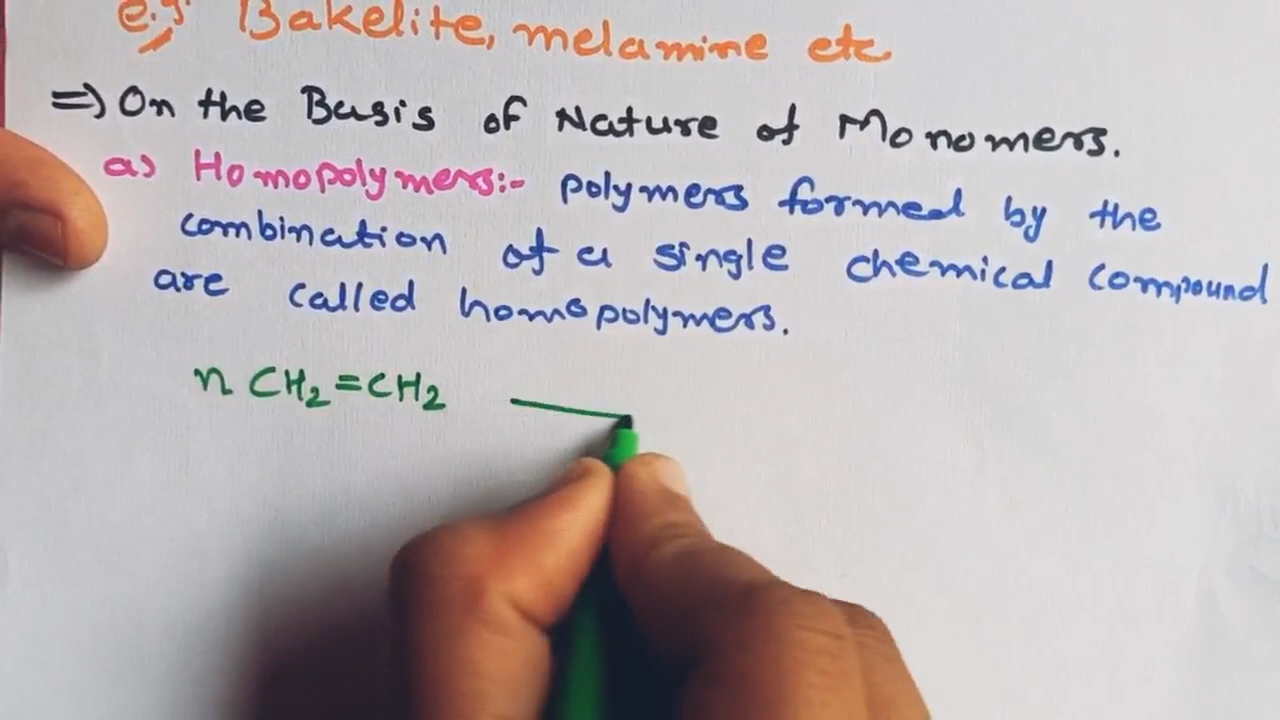 e.g. Bakelite, melamine etc
⇒ On the Basis of Nature of Monomers.
a) Homopolymers:- polymers formed by the
combination of a single chemical compound
are called homopolymers.
n CH₂=CH₂